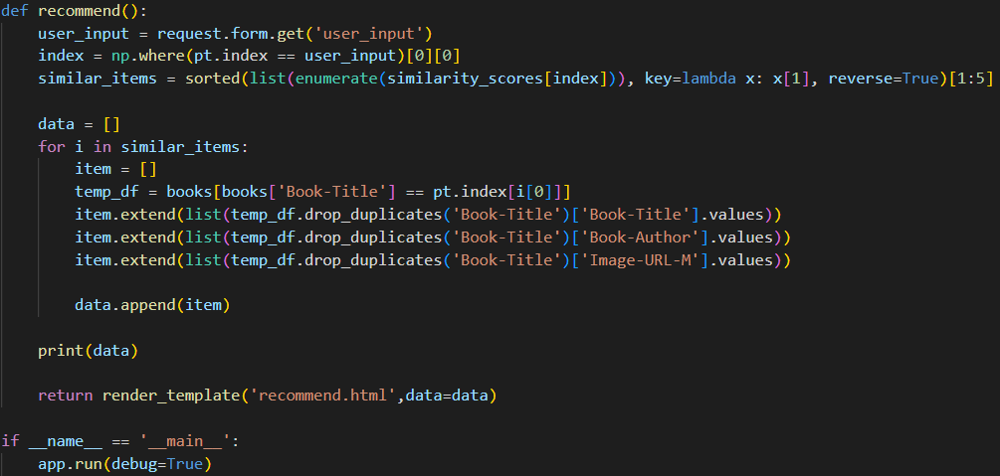 def recommend():
    user_input = request.form.get('user_input')
    index = np.where(pt.index == user_input)[0][0]
    similar_items = sorted(list(enumerate(similarity_scores[index])), key=lambda x: x[1], reverse=True)[1:5]

    data = []
    for i in similar_items:
        item = []
        temp_df = books[books['Book-Title'] == pt.index[i[0]]]
        item.extend(list(temp_df.drop_duplicates('Book-Title')['Book-Title'].values))
        item.extend(list(temp_df.drop_duplicates('Book-Title')['Book-Author'].values))
        item.extend(list(temp_df.drop_duplicates('Book-Title')['Image-URL-M'].values))

        data.append(item)

    print(data)

    return render_template('recommend.html',data=data)

if __name__ == '__main__':
    app.run(debug=True)